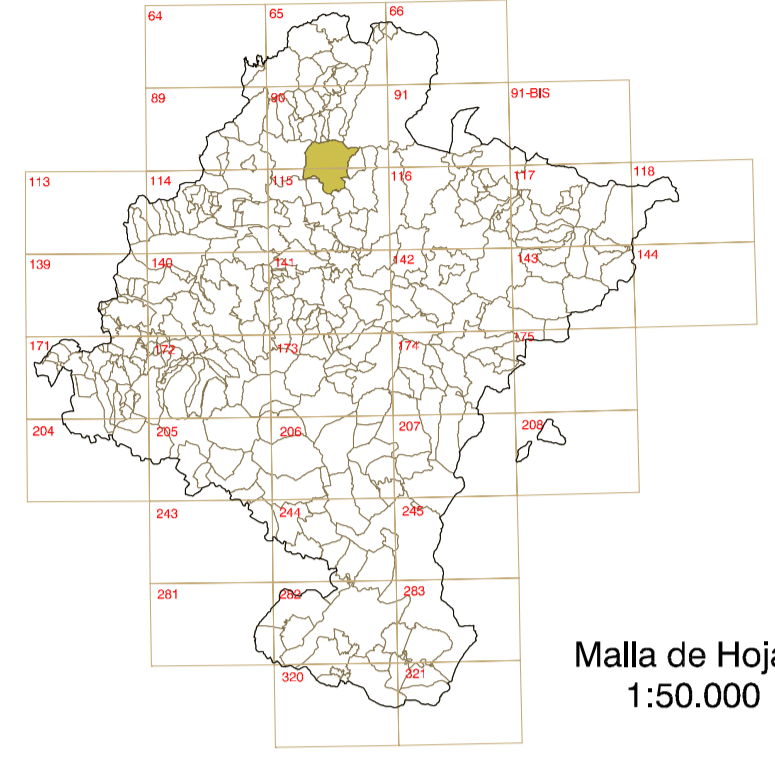 64 65 66
89 90 91 91-BIS
113 114 115 116 117 118
139 140 141 142 143 144
171 172 173 174 175
204 205 206 207 208
243 244 245
281 282 283
320 321
Malla de Hoja
1:50.000